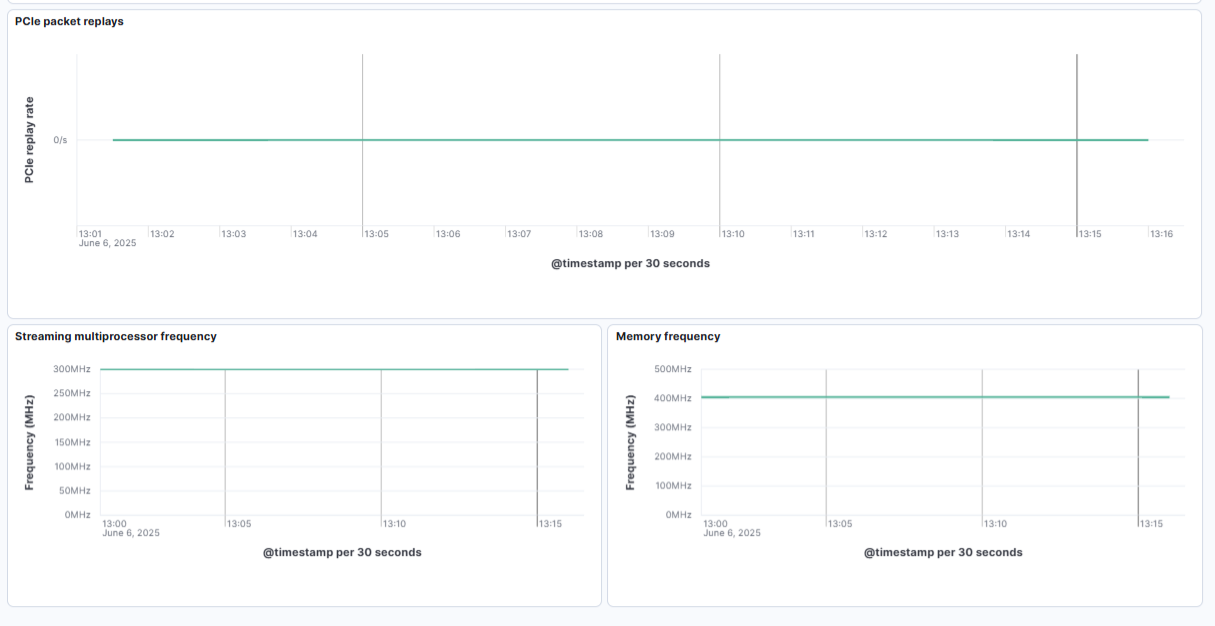 PCIe packet replays
PCIe replay rate
0/s
13:01 13:02 13:03 13:04 13:05 13:06 13:07 13:08 13:09 13:10 13:11 13:12 13:13 13:14 13:15 13:16
June 6, 2025
@timestamp per 30 seconds
Streaming multiprocessor frequency
Frequency (MHz)
300MHz
250MHz
200MHz
150MHz
100MHz
50MHz
0MHz
13:00 13:05 13:10 13:15
June 6, 2025
@timestamp per 30 seconds
Memory frequency
Frequency (MHz)
500MHz
400MHz
300MHz
200MHz
100MHz
0MHz
13:00 13:05 13:10 13:15
June 6, 2025
@timestamp per 30 seconds